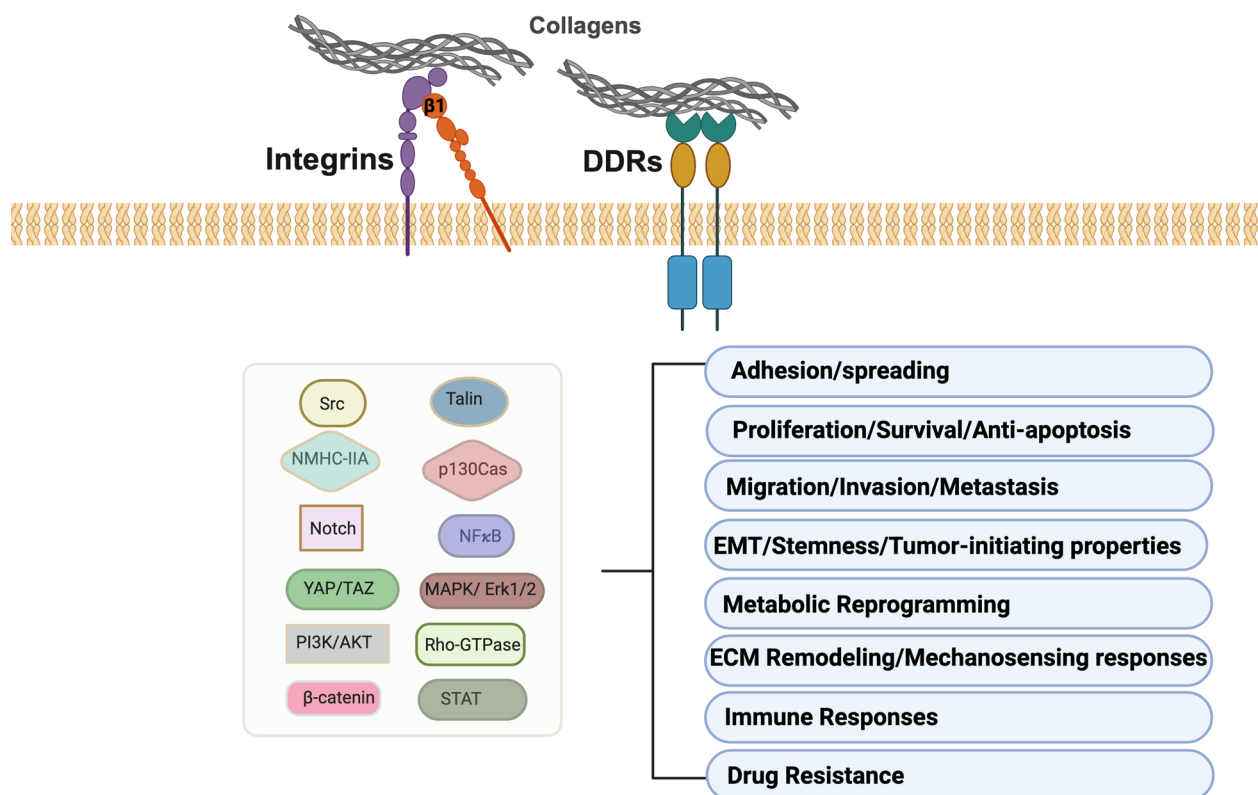 Collagens
β1
Integrins
DDRs
Src
Talin
NMHC-IIA
p130Cas
Notch
NFκB
YAP/TAZ
MAPK/ Erk1/2
PI3K/AKT
Rho-GTPase
β-catenin
STAT
Adhesion/spreading
Proliferation/Survival/Anti-apoptosis
Migration/Invasion/Metastasis
EMT/Stemness/Tumor-initiating properties
Metabolic Reprogramming
ECM Remodeling/Mechanosensing responses
Immune Responses
Drug Resistance